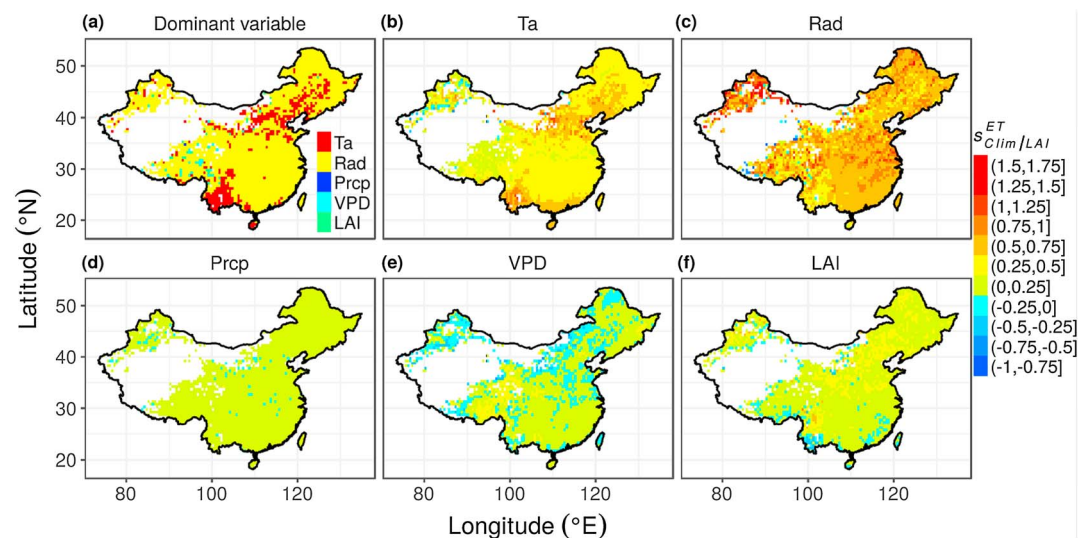 (a) Dominant variable
(b) Ta
(c) Rad
50
40
30
20
Ta
Rad
Prcp
VPD
LAI
s ET Clim/LAI
(1.5,1.75]
(1.25,1.5]
(1,1.25]
(0.75,1]
(0.5,0.75]
(0.25,0.5]
(0,0.25]
(-0.25,0]
(-0.5,-0.25]
(-0.75,-0.5]
(-1,-0.75]
(d) Prcp
(e) VPD
(f) LAI
50
40
30
20
80 100 120
80 100 120
80 100 120
Latitude (°N)
Longitude (°E)